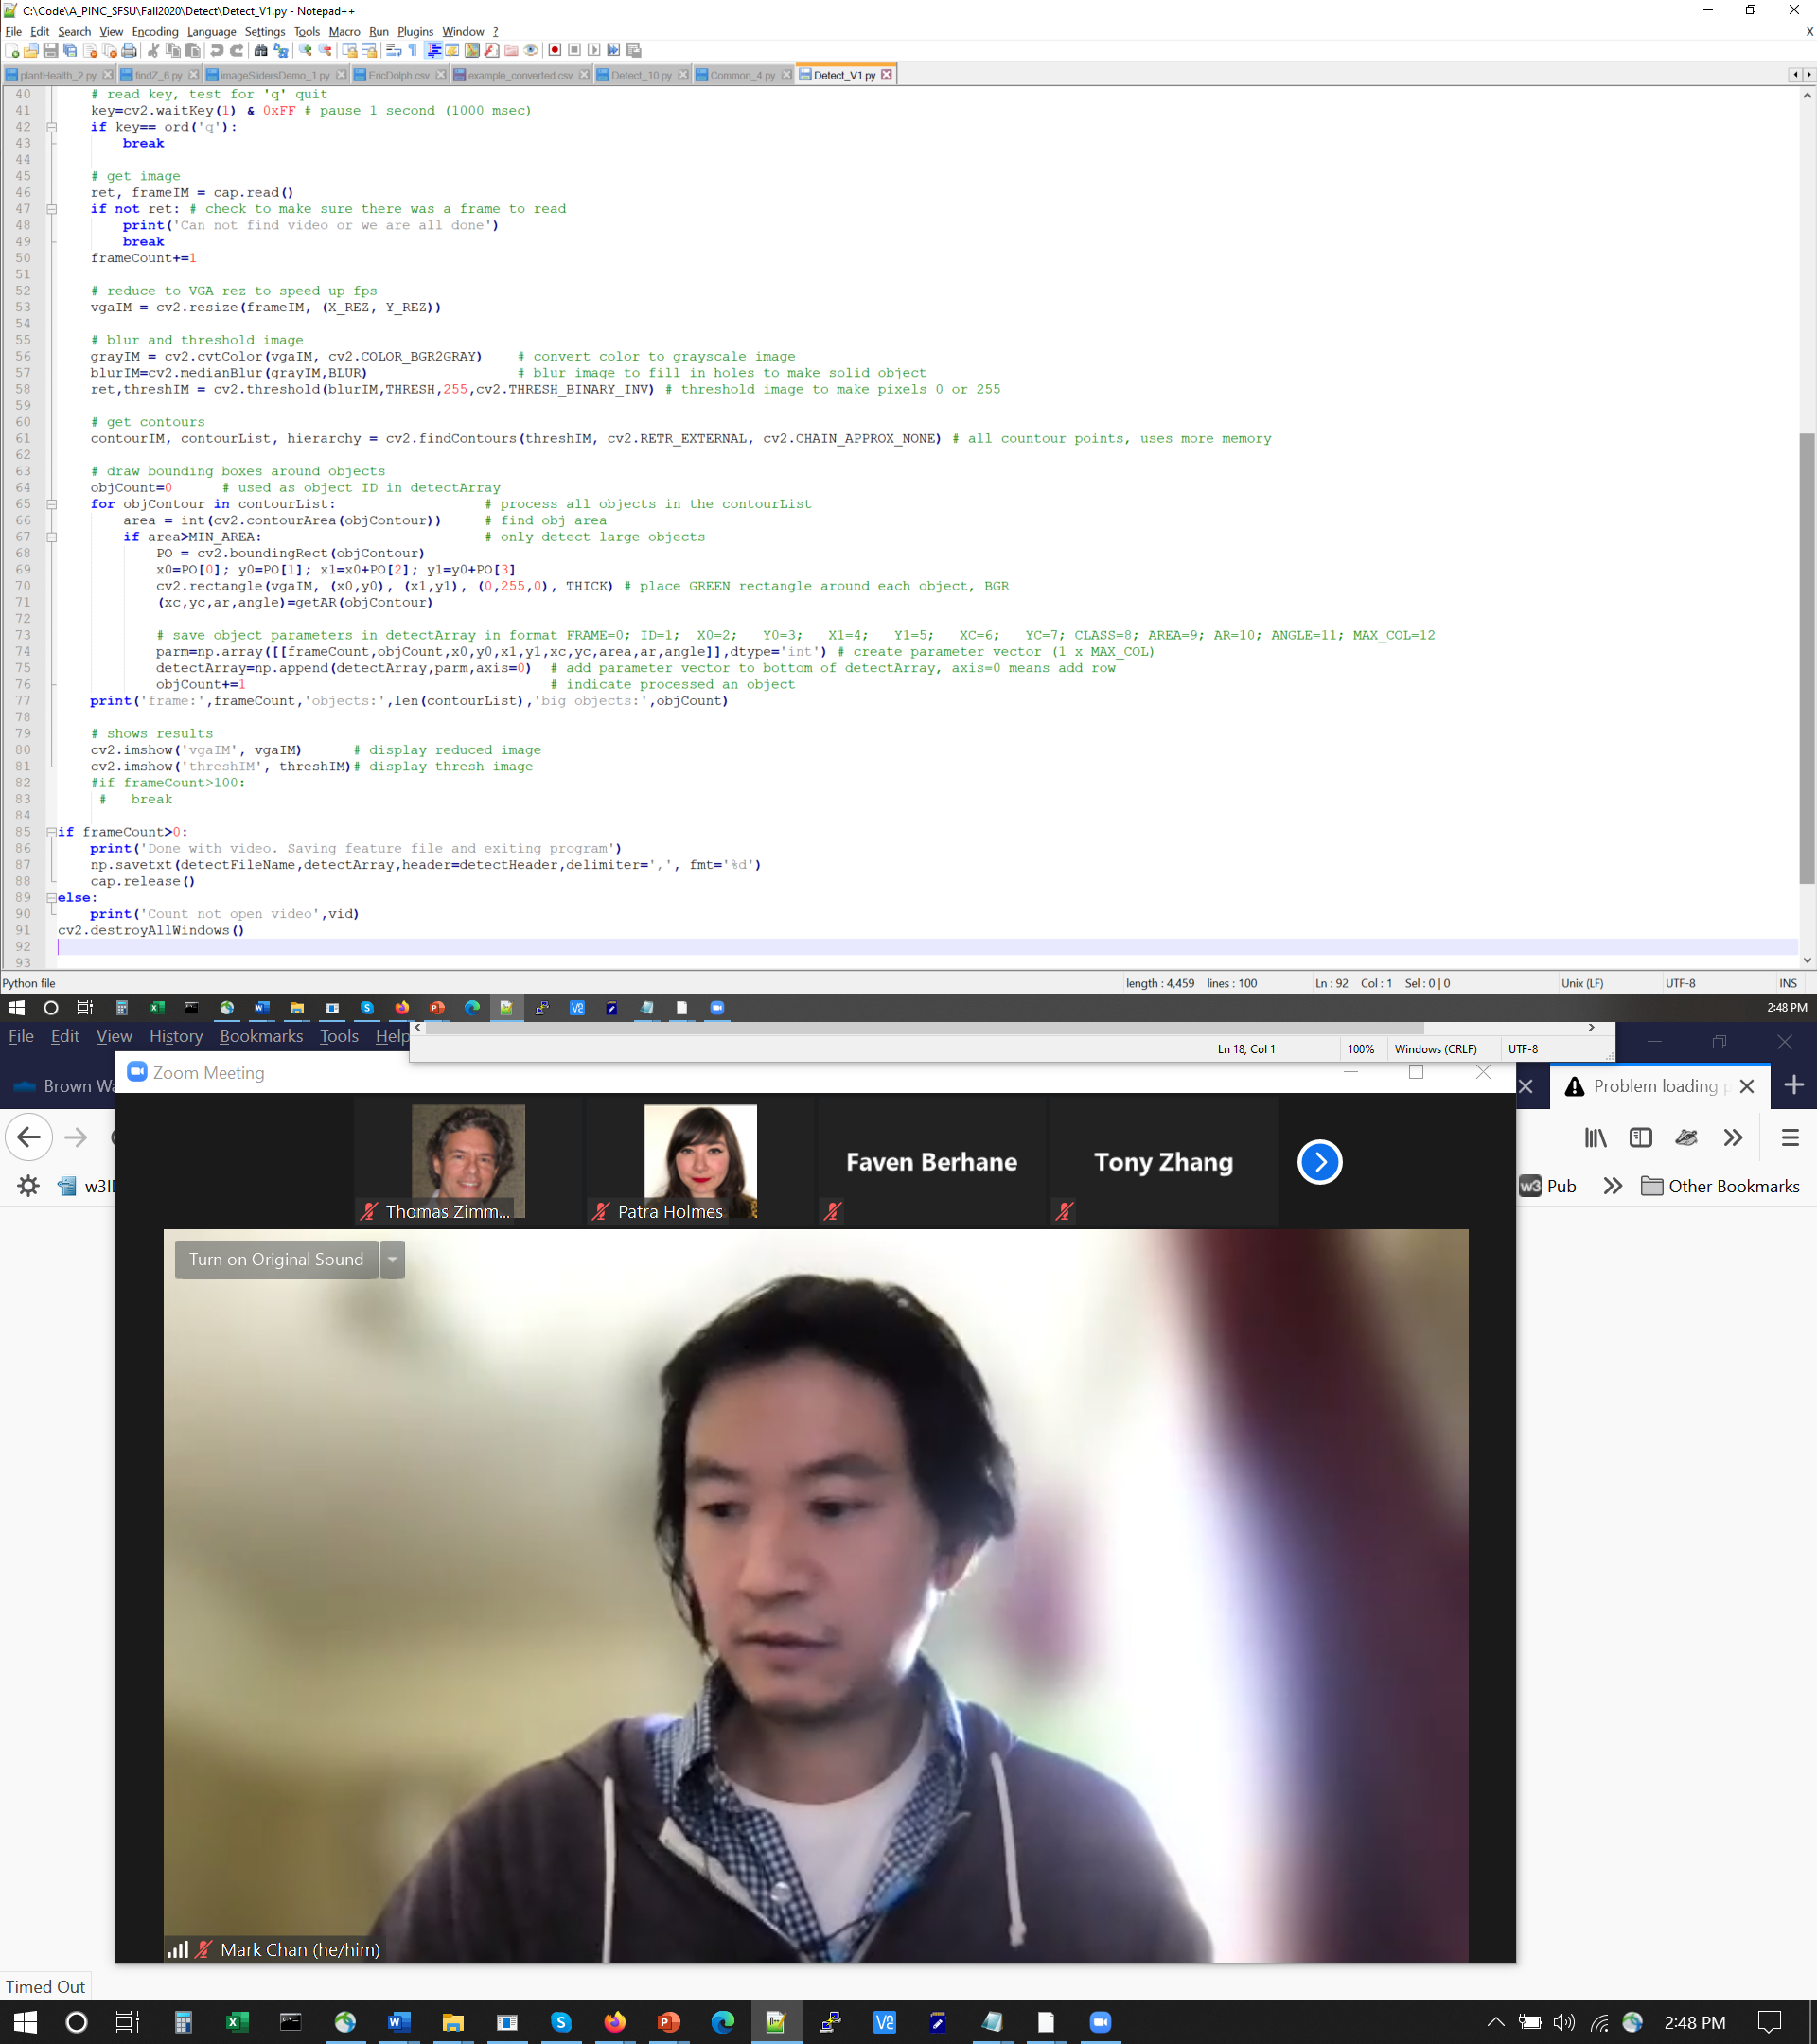 C:\Code\A_PINC_SFSU\Fall2020\Detect\Detect_V1.py - Notepad++
File Edit Search View Encoding Language Settings Tools Macro Run Plugins Window ? X
plantHealth_2.py findZ_6.py imageSlidersDemo_1.py EricDolph.csv example_converted.csv Detect_10.py Common_4.py Detect_V1.py
40 # read key, test for 'q' quit
41 key=cv2.waitKey(1) & 0xFF # pause 1 second (1000 msec)
42 if key== ord('q'):
43 break
44
45 # get image
46 ret, frameIM = cap.read()
47 if not ret: # check to make sure there was a frame to read
48 print('Can not find video or we are all done')
49 break
50 frameCount+=1
51
52 # reduce to VGA rez to speed up fps
53 vgaIM = cv2.resize(frameIM, (X_REZ, Y_REZ))
54
55 # blur and threshold image
56 grayIM = cv2.cvtColor(vgaIM, cv2.COLOR_BGR2GRAY) # convert color to grayscale image
57 blurIM=cv2.medianBlur(grayIM,BLUR) # blur image to fill in holes to make solid object
58 ret,threshIM = cv2.threshold(blurIM,THRESH,255,cv2.THRESH_BINARY_INV) # threshold image to make pixels 0 or 255
59
60 # get contours
61 contourIM, contourList, hierarchy = cv2.findContours(threshIM, cv2.RETR_EXTERNAL, cv2.CHAIN_APPROX_NONE) # all countour points, uses more memory
62
63 # draw bounding boxes around objects
64 objCount=0 # used as object ID in detectArray
65 for objContour in contourList: # process all objects in the contourList
66 area = int(cv2.contourArea(objContour)) # find obj area
67 if area>MIN_AREA: # only detect large objects
68 PO = cv2.boundingRect(objContour)
69 x0=PO[0]; y0=PO[1]; x1=x0+PO[2]; y1=y0+PO[3]
70 cv2.rectangle(vgaIM, (x0,y0), (x1,y1), (0,255,0), THICK) # place GREEN rectangle around each object, BGR
71 (xc,yc,ar,angle)=getAR(objContour)
72
73 # save object parameters in detectArray in format FRAME=0; ID=1; X0=2; Y0=3; X1=4; Y1=5; XC=6; YC=7; CLASS=8; AREA=9; AR=10; ANGLE=11; MAX_COL=12
74 parm=np.array([[frameCount,objCount,x0,y0,x1,y1,xc,yc,area,ar,angle]],dtype='int') # create parameter vector (1 x MAX_COL)
75 detectArray=np.append(detectArray,parm,axis=0) # add parameter vector to bottom of detectArray, axis=0 means add row
76 objCount+=1 # indicate processed an object
77 print('frame:',frameCount,'objects:',len(contourList),'big objects:',objCount)
78
79 # shows results
80 cv2.imshow('vgaIM', vgaIM) # display reduced image
81 cv2.imshow('threshIM', threshIM)# display thresh image
82 #if frameCount>100:
83 # break
84
85 if frameCount>0:
86 print('Done with video. Saving feature file and exiting program')
87 np.savetxt(detectFileName,detectArray,header=detectHeader,delimiter=',', fmt='%d')
88 cap.release()
89 else:
90 print('Count not open video',vid)
91 cv2.destroyAllWindows()
92
93
Python file length : 4,459 lines : 100 Ln : 92 Col : 1 Sel : 0 | 0 Unix (LF) UTF-8 INS
2:48 PM
File Edit View History Bookmarks Tools Help
Ln 18, Col 1 100% Windows (CRLF) UTF-8
Brown Wa
Zoom Meeting
Problem loading p
Thomas Zimm...
Patra Holmes
Faven Berhane
Tony Zhang
w3ID
w3 Pub
Other Bookmarks
Turn on Original Sound
Mark Chan (he/him)
Timed Out
2:48 PM